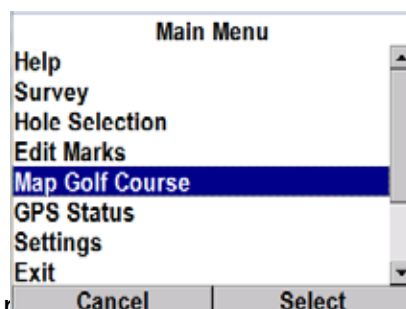 Main Menu
Help
Survey
Hole Selection
Edit Marks
Map Golf Course
GPS Status
Settings
Exit
Cancel Select